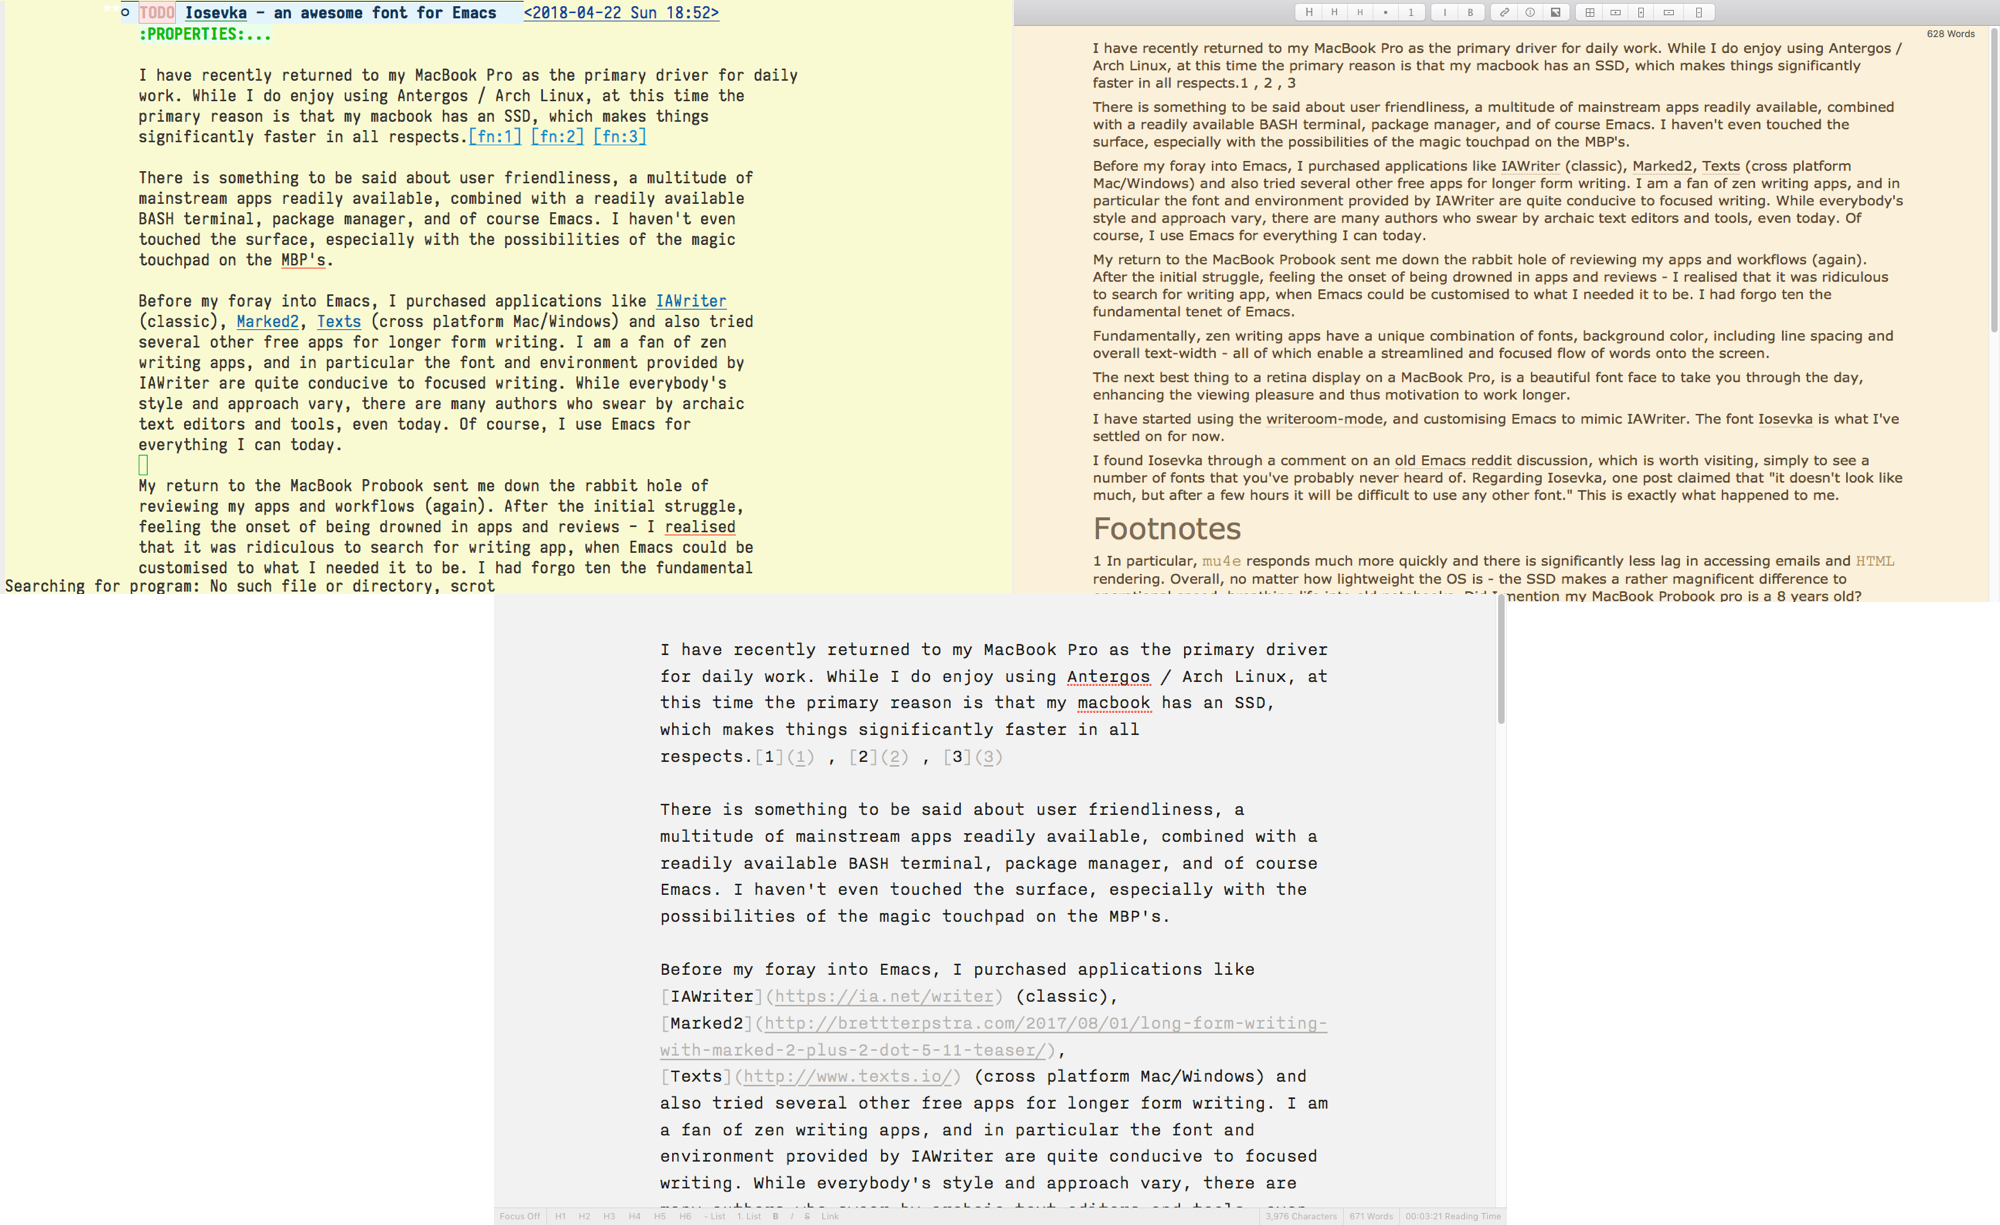 TODO Iosevka - an awesome font for Emacs <2018-04-22 Sun 18:52>
:PROPERTIES:...
I have recently returned to my MacBook Pro as the primary driver for daily
work. While I do enjoy using Antergos / Arch Linux, at this time the
primary reason is that my macbook has an SSD, which makes things
significantly faster in all respects.[fn:1] [fn:2] [fn:3]
There is something to be said about user friendliness, a multitude of
mainstream apps readily available, combined with a readily available
BASH terminal, package manager, and of course Emacs. I haven't even
touched the surface, especially with the possibilities of the magic
touchpad on the MBP's.
Before my foray into Emacs, I purchased applications like IAWriter
(classic), Marked2, Texts (cross platform Mac/Windows) and also tried
several other free apps for longer form writing. I am a fan of zen
writing apps, and in particular the font and environment provided by
IAWriter are quite conducive to focused writing. While everybody's
style and approach vary, there are many authors who swear by archaic
text editors and tools, even today. Of course, I use Emacs for
everything I can today.
My return to the MacBook Probook sent me down the rabbit hole of
reviewing my apps and workflows (again). After the initial struggle,
feeling the onset of being drowned in apps and reviews - I realised
that it was ridiculous to search for writing app, when Emacs could be
customised to what I needed it to be. I had forgo ten the fundamental
Searching for program: No such file or directory, scrot
H H H • 1 I B
628 Words
I have recently returned to my MacBook Pro as the primary driver for daily work. While I do enjoy using Antergos /
Arch Linux, at this time the primary reason is that my macbook has an SSD, which makes things significantly
faster in all respects.1 , 2 , 3
There is something to be said about user friendliness, a multitude of mainstream apps readily available, combined
with a readily available BASH terminal, package manager, and of course Emacs. I haven't even touched the
surface, especially with the possibilities of the magic touchpad on the MBP's.
Before my foray into Emacs, I purchased applications like IAWriter (classic), Marked2, Texts (cross platform
Mac/Windows) and also tried several other free apps for longer form writing. I am a fan of zen writing apps, and in
particular the font and environment provided by IAWriter are quite conducive to focused writing. While everybody's
style and approach vary, there are many authors who swear by archaic text editors and tools, even today. Of
course, I use Emacs for everything I can today.
My return to the MacBook Probook sent me down the rabbit hole of reviewing my apps and workflows (again).
After the initial struggle, feeling the onset of being drowned in apps and reviews - I realised that it was ridiculous
to search for writing app, when Emacs could be customised to what I needed it to be. I had forgo ten the
fundamental tenet of Emacs.
Fundamentally, zen writing apps have a unique combination of fonts, background color, including line spacing and
overall text-width - all of which enable a streamlined and focused flow of words onto the screen.
The next best thing to a retina display on a MacBook Pro, is a beautiful font face to take you through the day,
enhancing the viewing pleasure and thus motivation to work longer.
I have started using the writeroom-mode, and customising Emacs to mimic IAWriter. The font Iosevka is what I've
settled on for now.
I found Iosevka through a comment on an old Emacs reddit discussion, which is worth visiting, simply to see a
number of fonts that you've probably never heard of. Regarding Iosevka, one post claimed that "it doesn't look like
much, but after a few hours it will be difficult to use any other font." This is exactly what happened to me.
Footnotes
1 In particular, mu4e responds much more quickly and there is significantly less lag in accessing emails and HTML
rendering. Overall, no matter how lightweight the OS is - the SSD makes a rather magnificent difference to
operational speed, breathing life into old notebooks. Did I mention my MacBook Probook pro is a 8 years old?
I have recently returned to my MacBook Pro as the primary driver
for daily work. While I do enjoy using Antergos / Arch Linux, at
this time the primary reason is that my macbook has an SSD,
which makes things significantly faster in all
respects.[1](1) , [2](2) , [3](3)
There is something to be said about user friendliness, a
multitude of mainstream apps readily available, combined with a
readily available BASH terminal, package manager, and of course
Emacs. I haven't even touched the surface, especially with the
possibilities of the magic touchpad on the MBP's.
Before my foray into Emacs, I purchased applications like
[IAWriter](https://ia.net/writer) (classic),
[Marked2](http://brettterpstra.com/2017/08/01/long-form-writing-
with-marked-2-plus-2-dot-5-11-teaser/),
[Texts](http://www.texts.io/) (cross platform Mac/Windows) and
also tried several other free apps for longer form writing. I am
a fan of zen writing apps, and in particular the font and
environment provided by IAWriter are quite conducive to focused
writing. While everybody's style and approach vary, there are
many authors who swear by archaic text editors and tools, even
Focus Off H1 H2 H3 H4 H5 H6 - List 1. List B I S Link 3,976 Characters 671 Words 00:03:21 Reading Time